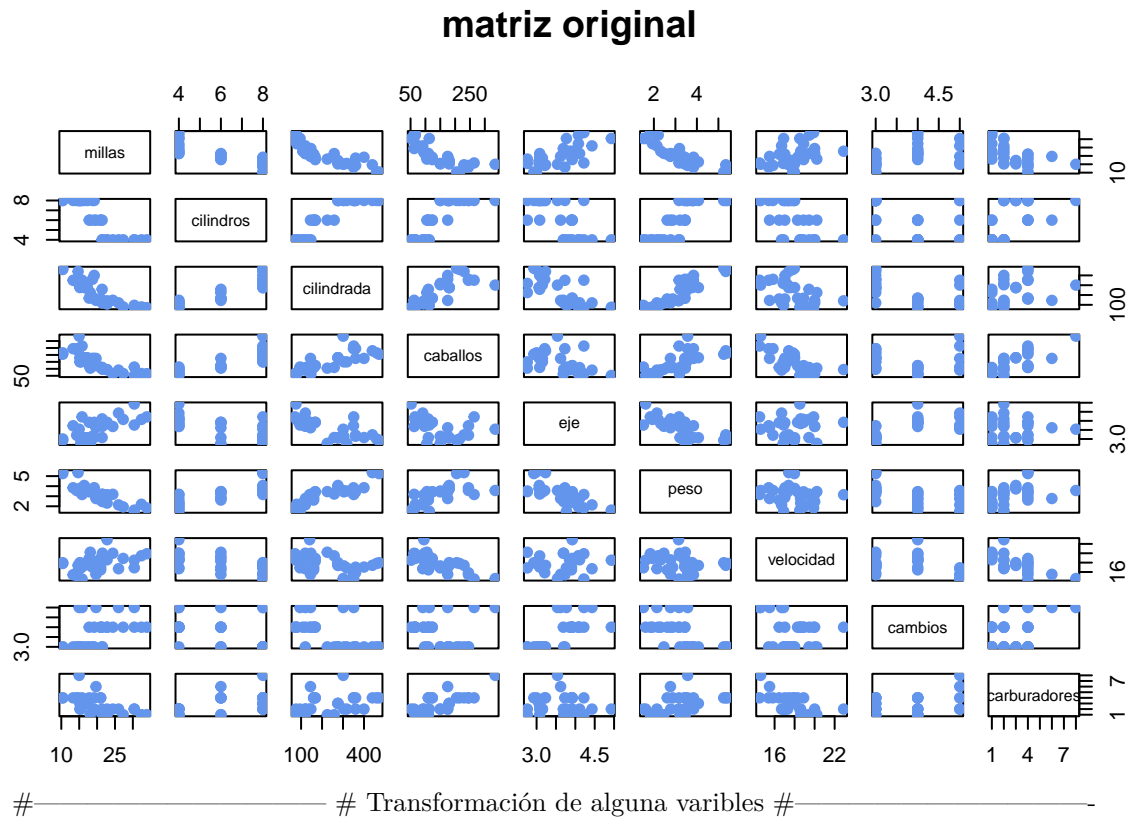 matriz original
4 6 8 50 250 2 4 3.0 4.5
millas 10
8 4 cilindros
cilindrada 100
50 caballos
eje 3.0
5 2 peso
velocidad 16
3.0 cambios
carburadores 7 1
10 25 100 400 3.0 4.5 16 22 1 4 7
#—————————————— # Transformación de alguna varibles #——————————————-